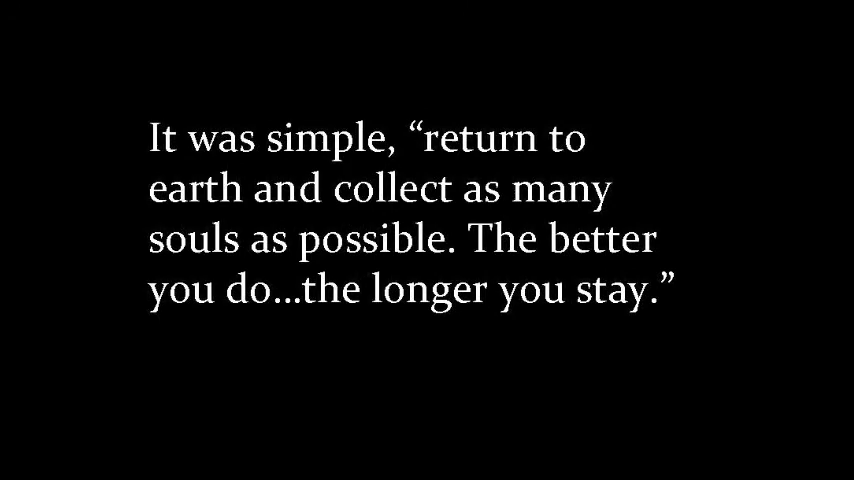 It was simple, “return to
earth and collect as many
souls as possible. The better
you do...the longer you stay.”